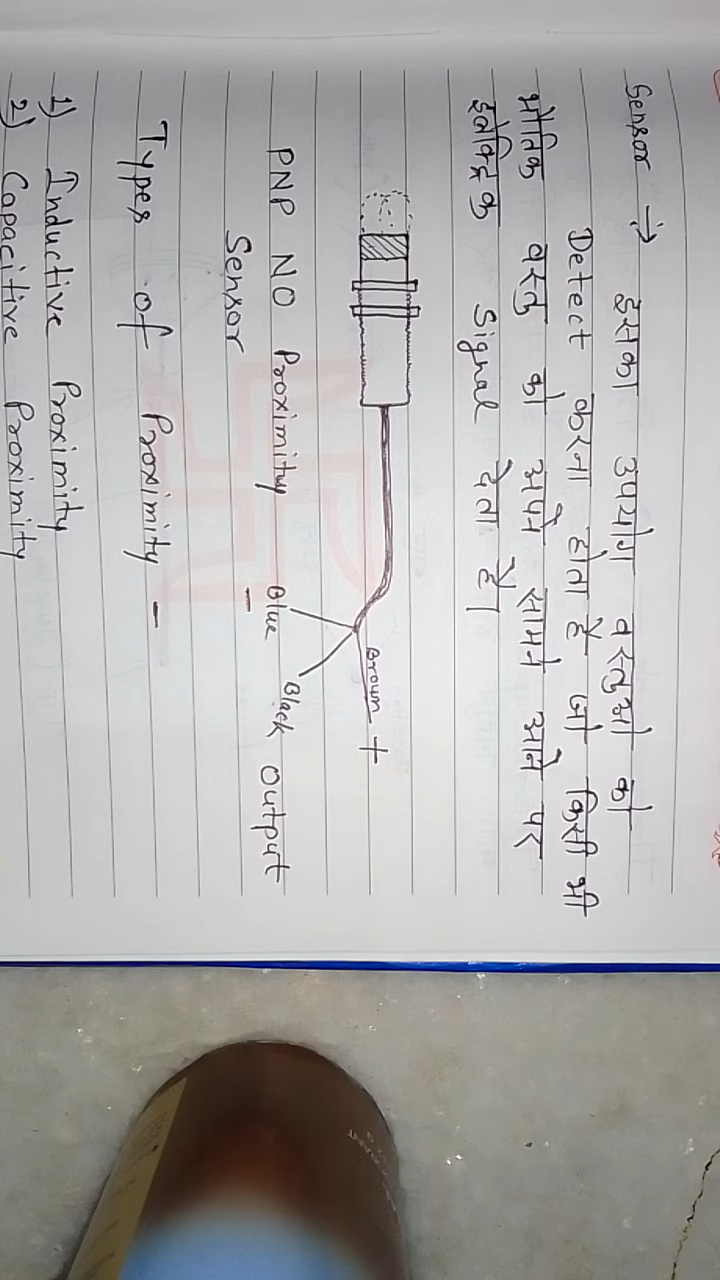 Sensor → इसका उपयोग वस्तुओ को
Detect करना होता है जो किसी भी
भौतिक वस्तु को अपने सामने आने पर
इलेक्ट्रिक Signal देता है।
Broun +
Black Output
Blue -
PNP NO Proximity
Sensor
Types of Proximity -
1) Inductive Proximity
2) Capacitive Proximity